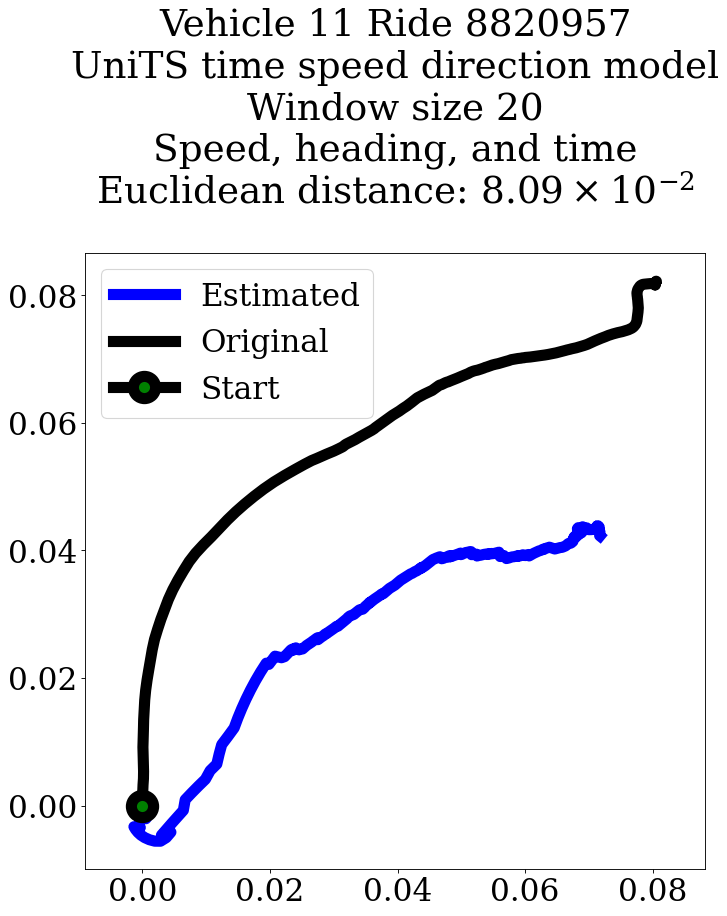 Vehicle 11 Ride 8820957
UniTS time speed direction model
Window size 20
Speed, heading, and time
Euclidean distance: 8.09 × 10⁻²
Estimated
Original
Start
0.08
0.06
0.04
0.02
0.00
0.00 0.02 0.04 0.06 0.08